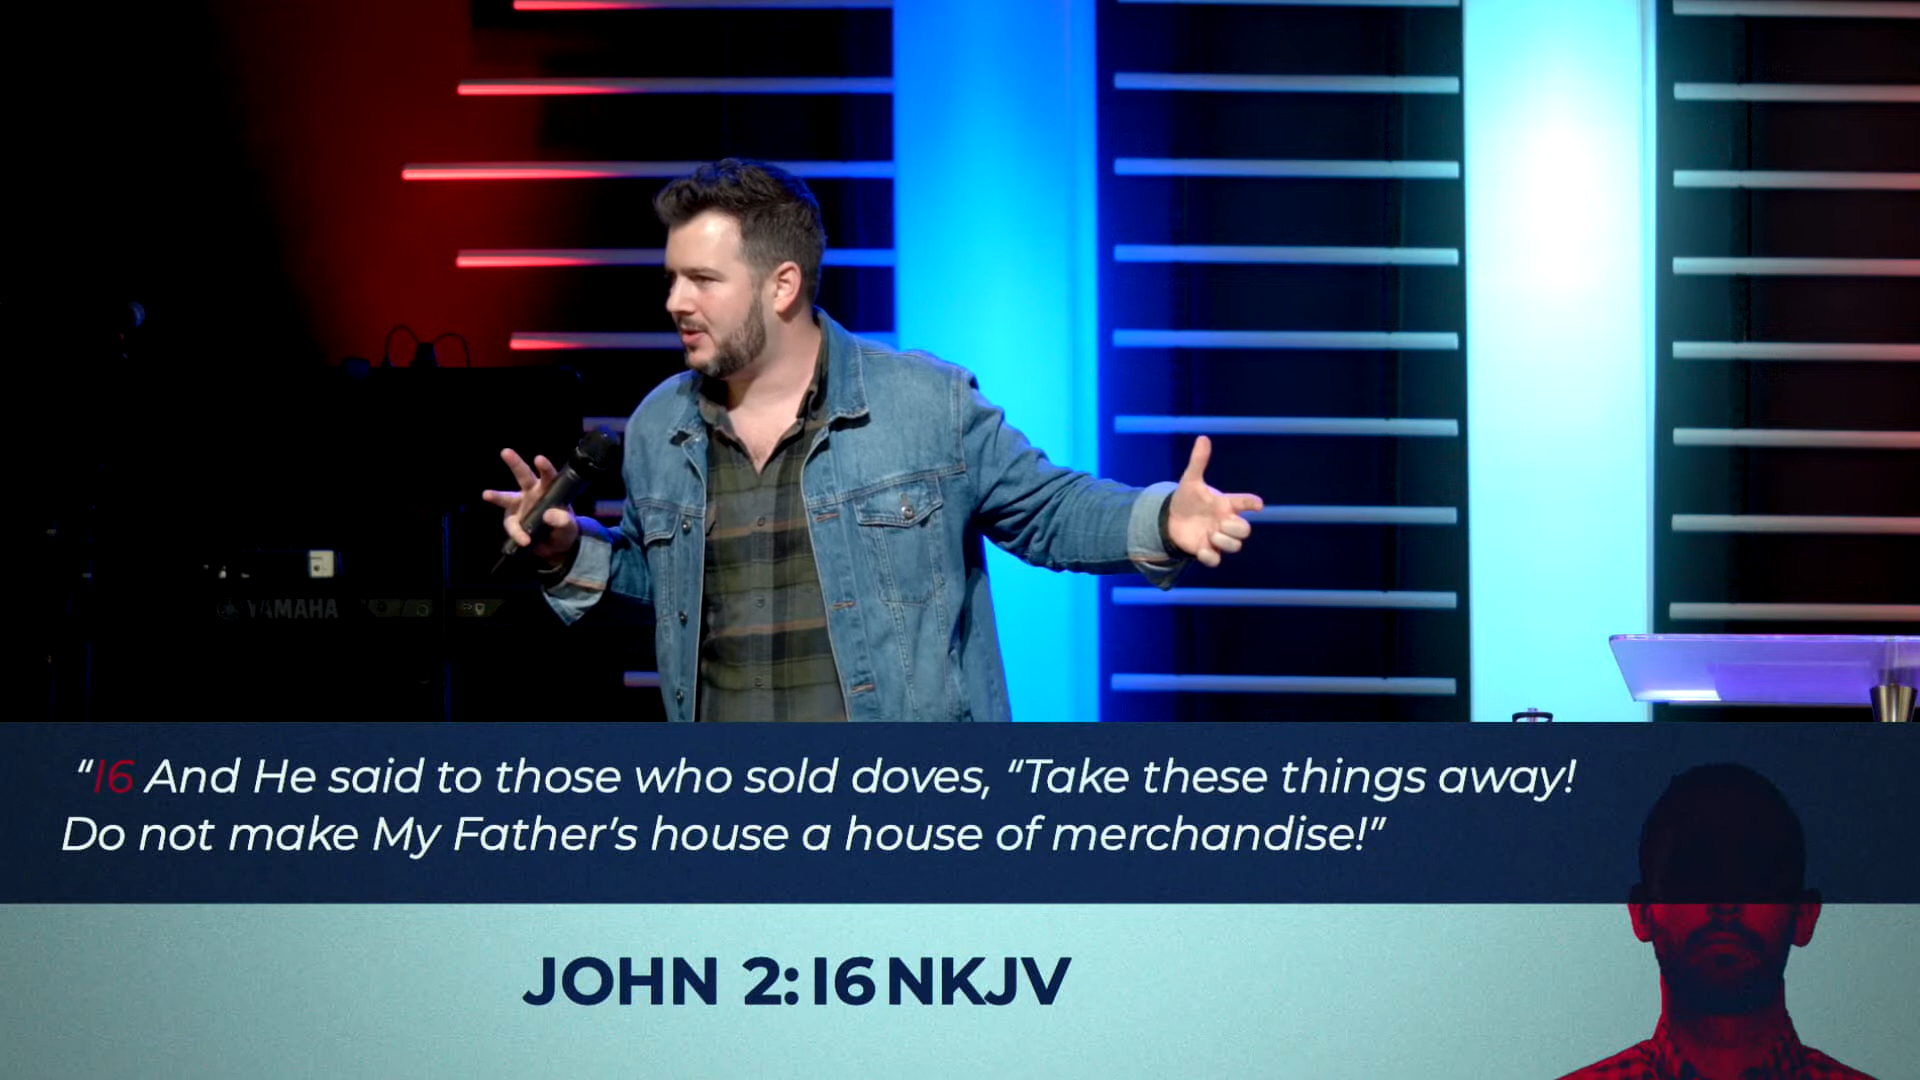 YAMAHA
“16 And He said to those who sold doves, “Take these things away!
Do not make My Father’s house a house of merchandise!”
JOHN 2:16 NKJV